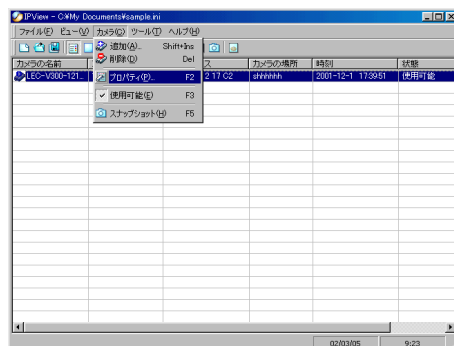 IPView - C:¥My Documents¥sample.ini
ファイル(F) ビュー(V) カメラ(C) ツール(T) ヘルプ(H)
追加(A)... Shift+Ins
削除(D) Del
プロパティ(P)... F2
使用可能(E) F3
スナップショット(H) F5
カメラの名前 ス カメラの場所 時刻 状態
LEC-V300-121... 2 17 C2 shhhhhh 2001-12-1 17:39:51 使用可能
02/03/05 9:23